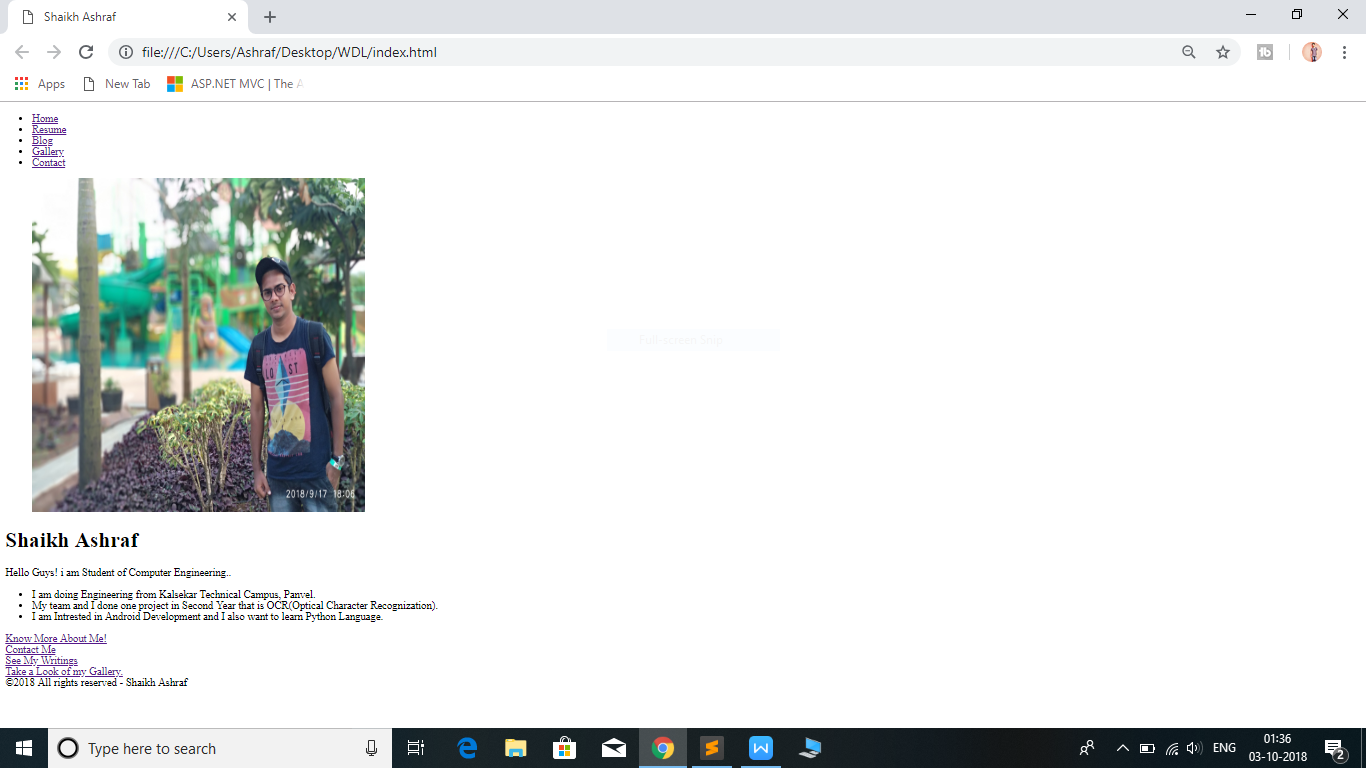 Shaikh Ashraf
file:///C:/Users/Ashraf/Desktop/WDL/index.html
Apps New Tab ASP.NET MVC | The A
Home
Resume
Blog
Gallery
Contact
LOST
2018/9/17 18:06
Full-screen Snip
Shaikh Ashraf
Hello Guys! i am Student of Computer Engineering..
I am doing Engineering from Kalsekar Technical Campus, Panvel.
My team and I done one project in Second Year that is OCR(Optical Character Recognization).
I am Intrested in Android Development and I also want to learn Python Language.
Know More About Me!
Contact Me
See My Writings
Take a Look of my Gallery.
©2018 All rights reserved - Shaikh Ashraf
Type here to search
ENG
01:36
03-10-2018
2